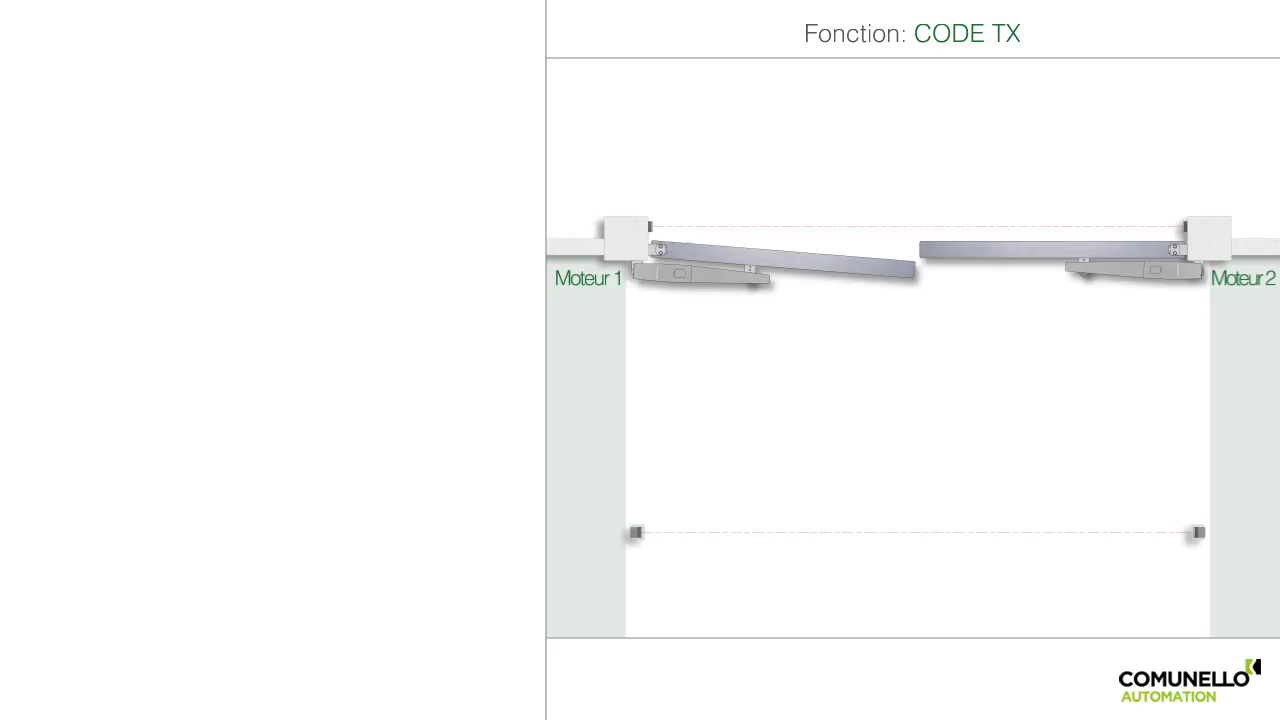 Fonction: CODE TX
Moteur 1
Moteur 2
COMUNELLO
AUTOMATION